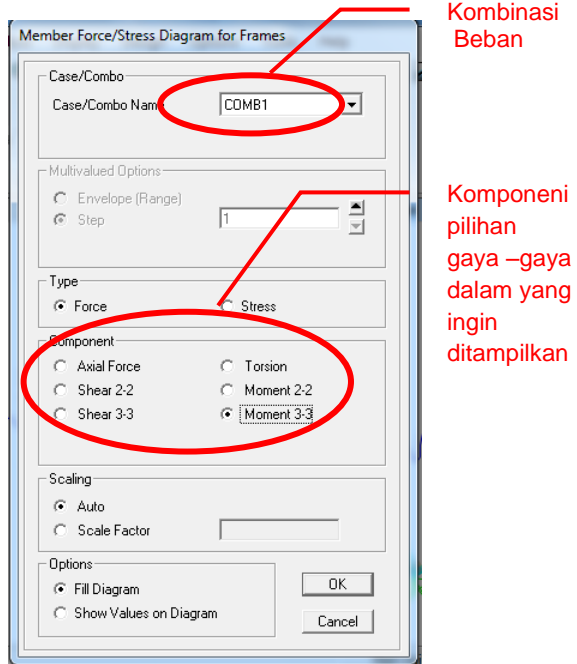 Member Force/Stress Diagram for Frames
Case/Combo
Case/Combo Name
COMB1
Multivalued Options
Envelope (Range)
Step
1
Type
Force
Stress
Component
Axial Force
Torsion
Shear 2-2
Moment 2-2
Shear 3-3
Moment 3-3
Scaling
Auto
Scale Factor
Options
Fill Diagram
Show Values on Diagram
OK
Cancel
Kombinasi
Beban
Komponeni
pilihan
gaya –gaya
dalam yang
ingin
ditampilkan